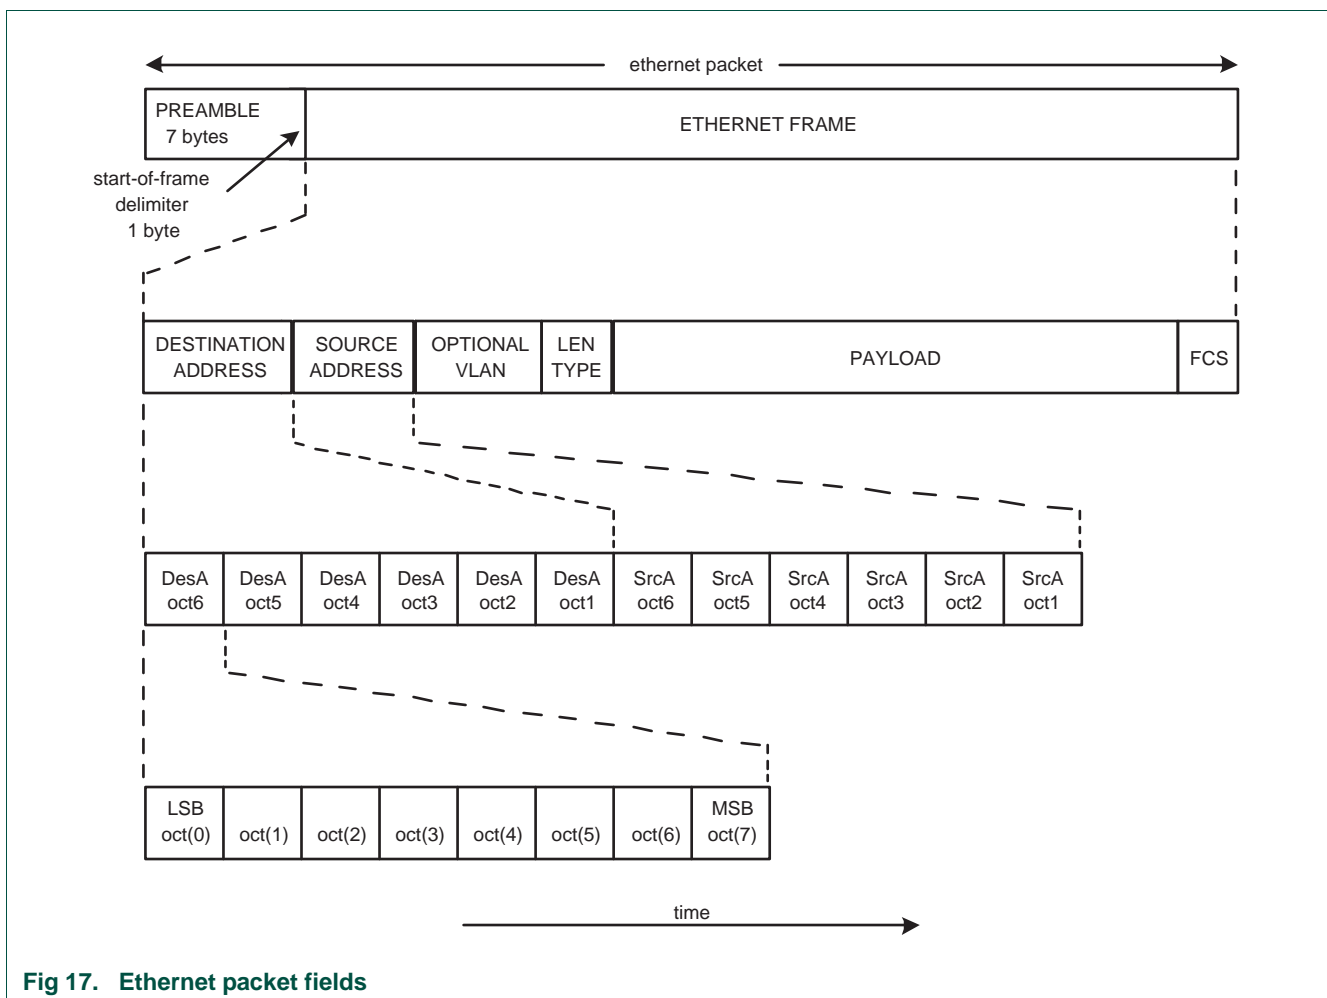 ethernet packet
PREAMBLE
7 bytes
ETHERNET FRAME
start-of-frame
delimiter
1 byte
DESTINATION
ADDRESS
SOURCE
ADDRESS
OPTIONAL
VLAN
LEN
TYPE
PAYLOAD
FCS
DesA
oct6
DesA
oct5
DesA
oct4
DesA
oct3
DesA
oct2
DesA
oct1
SrcA
oct6
SrcA
oct5
SrcA
oct4
SrcA
oct3
SrcA
oct2
SrcA
oct1
LSB
oct(0)
oct(1)
oct(2)
oct(3)
oct(4)
oct(5)
oct(6)
MSB
oct(7)
time
Fig 17. Ethernet packet fields